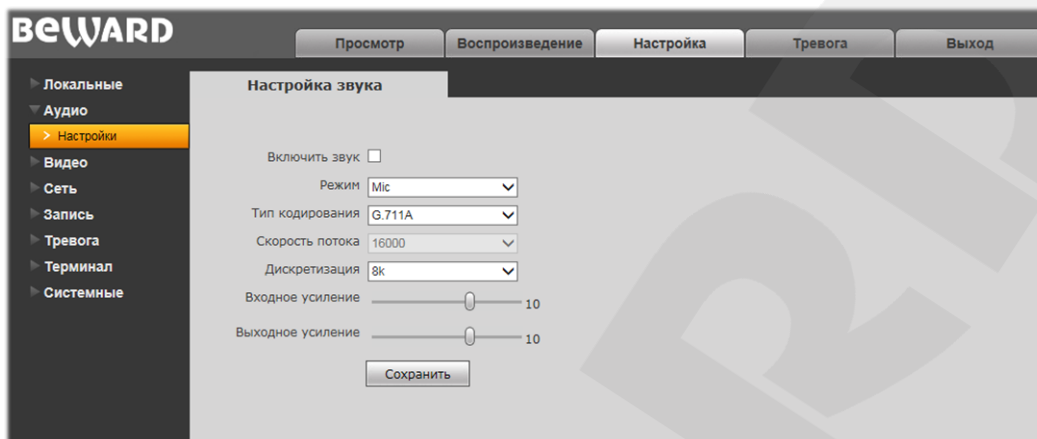 BEWARD
Просмотр Воспроизведение Настройка Тревога Выход
Локальные
Аудио
> Настройки
Видео
Сеть
Запись
Тревога
Терминал
Системные
Настройка звука
Включить звук
Режим Mic
Тип кодирования G.711A
Скорость потока 16000
Дискретизация 8k
Входное усиление 10
Выходное усиление 10
Сохранить